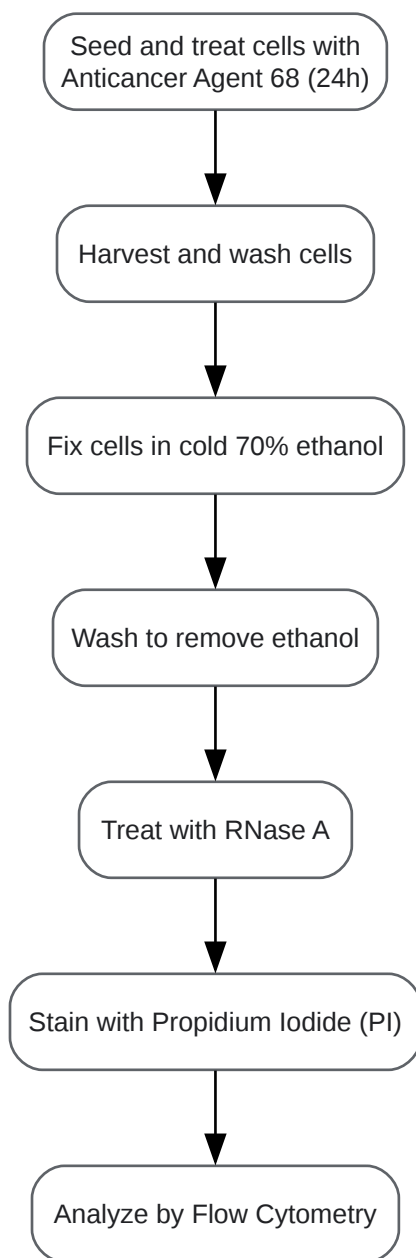 Seed and treat cells with
Anticancer Agent 68 (24h)
Harvest and wash cells
Fix cells in cold 70% ethanol
Wash to remove ethanol
Treat with RNase A
Stain with Propidium Iodide (PI)
Analyze by Flow Cytometry